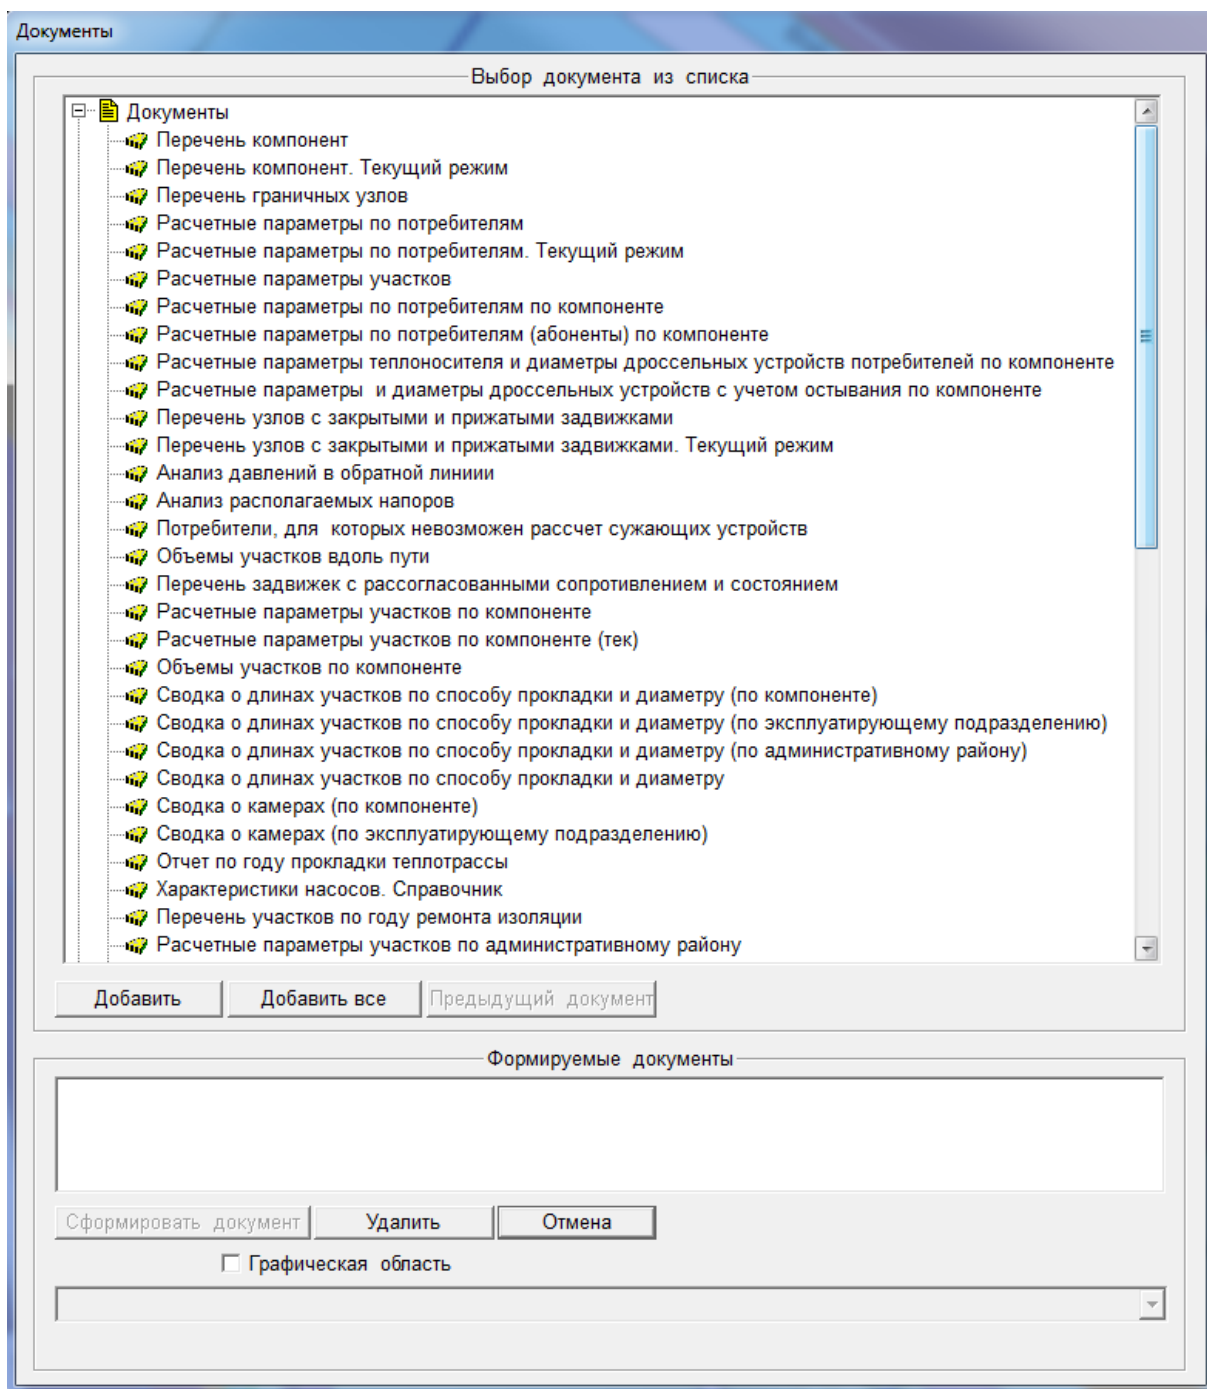 Документы
Выбор документа из списка
Документы
Перечень компонент
Перечень компонент. Текущий режим
Перечень граничных узлов
Расчетные параметры по потребителям
Расчетные параметры по потребителям. Текущий режим
Расчетные параметры участков
Расчетные параметры по потребителям по компоненте
Расчетные параметры по потребителям (абоненты) по компоненте
Расчетные параметры теплоносителя и диаметры дроссельных устройств потребителей по компоненте
Расчетные параметры  и диаметры дроссельных устройств с учетом остывания по компоненте
Перечень узлов с закрытыми и прижатыми задвижками
Перечень узлов с закрытыми и прижатыми задвижками. Текущий режим
Анализ давлений в обратной линиии
Анализ располагаемых напоров
Потребители, для  которых невозможен рассчет сужающих устройств
Объемы участков вдоль пути
Перечень задвижек с рассогласованными сопротивлением и состоянием
Расчетные параметры участков по компоненте
Расчетные параметры участков по компоненте (тек)
Объемы участков по компоненте
Сводка о длинах участков по способу прокладки и диаметру (по компоненте)
Сводка о длинах участков по способу прокладки и диаметру (по эксплуатирующему подразделению)
Сводка о длинах участков по способу прокладки и диаметру (по административному району)
Сводка о длинах участков по способу прокладки и диаметру
Сводка о камерах (по компоненте)
Сводка о камерах (по эксплуатирующему подразделению)
Отчет по году прокладки теплотрассы
Характеристики насосов. Справочник
Перечень участков по году ремонта изоляции
Расчетные параметры участков по административному району
Добавить Добавить все Предыдущий документ
Формируемые документы
Сформировать документ Удалить Отмена
Графическая область